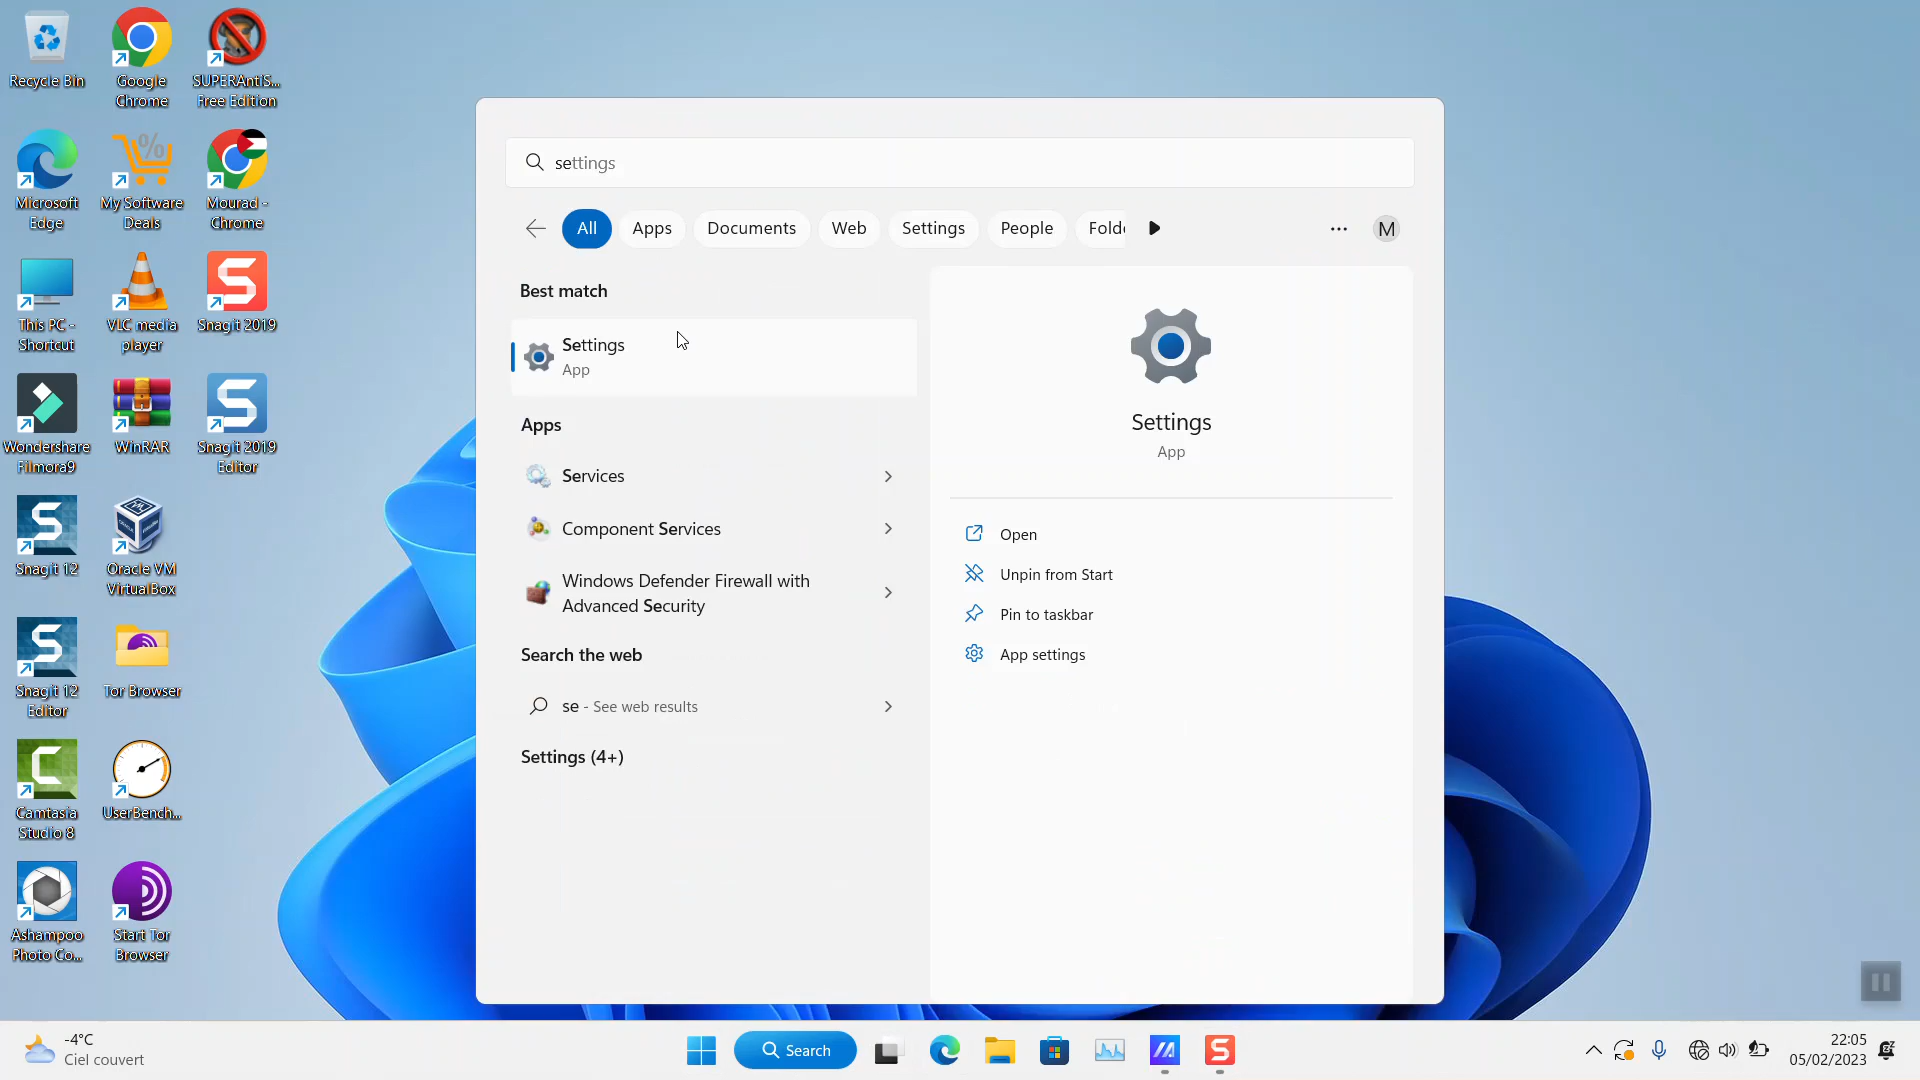 Recycle Bin
Google
Chrome
SUPERAntiS...
Free Edition
Microsoft
Edge
My Software
Deals
Mourad -
Chrome
This PC -
Shortcut
VLC media
player
Snagit 2019
Wondershare
Filmora9
WinRAR
Snagit 2019
Editor
Snagit 12
Oracle VM
VirtualBox
Snagit 12
Editor
Tor Browser
Camtasia
Studio 8
UserBench...
Ashampoo
Photo Co...
Start Tor
Browser
settings
All
Apps
Documents
Web
Settings
People
Folde
M
Best match
Settings
App
Apps
Services
Component Services
Windows Defender Firewall with
Advanced Security
Search the web
se - See web results
Settings (4+)
Settings
App
Open
Unpin from Start
Pin to taskbar
App settings
-4°C
Ciel couvert
Search
22:05
05/02/2023